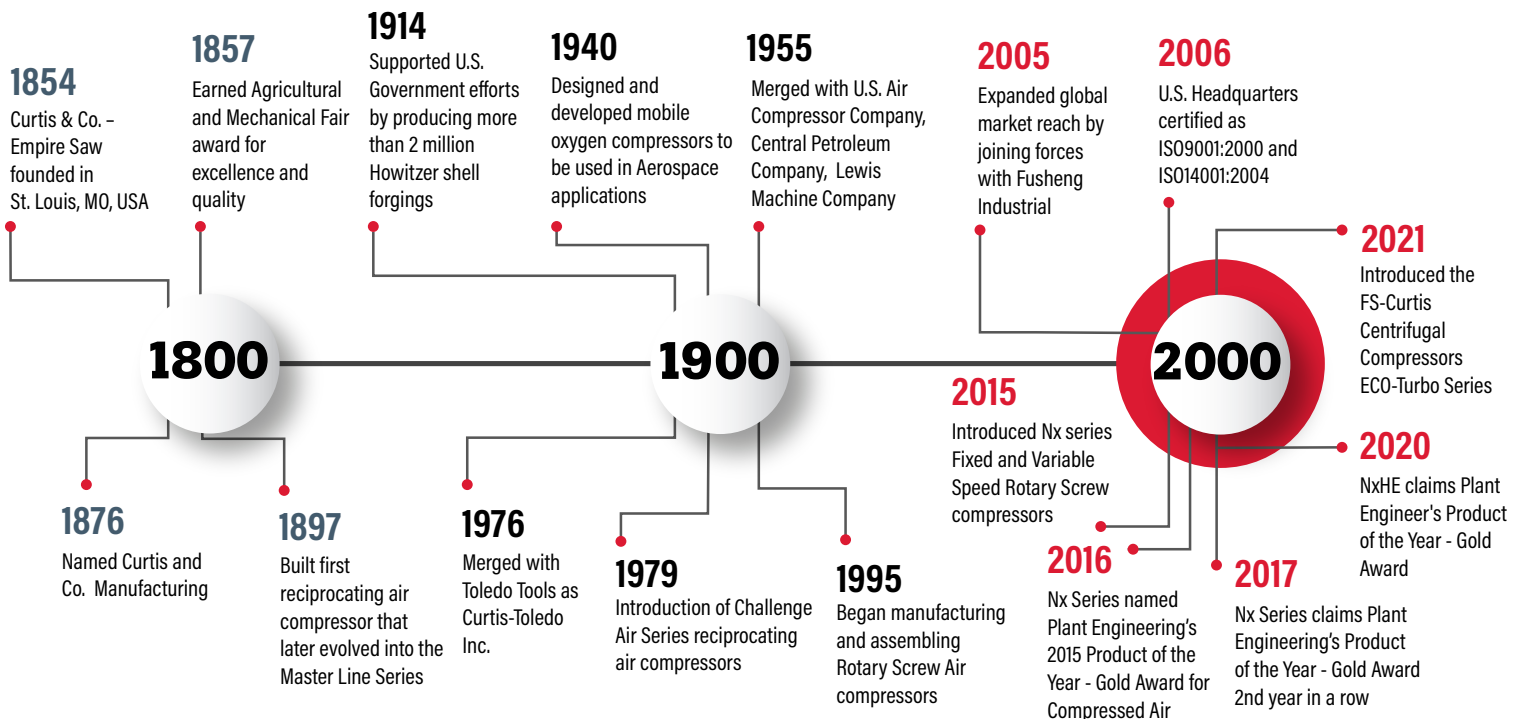 1854
Curtis & Co. –
Empire Saw
founded in
St. Louis, MO, USA
1857
Earned Agricultural
and Mechanical Fair
award for
excellence and
quality
1914
Supported U.S.
Government efforts
by producing more
than 2 million
Howitzer shell
forgings
1940
Designed and
developed mobile
oxygen compressors to
be used in Aerospace
applications
1955
Merged with U.S. Air
Compressor Company,
Central Petroleum
Company, Lewis
Machine Company
2005
Expanded global
market reach by
joining forces
with Fusheng
Industrial
2006
U.S. Headquarters
certified as
ISO9001:2000 and
ISO14001:2004
2021
Introduced the
FS-Curtis
Centrifugal
Compressors
ECO-Turbo Series
1800
1900
2000
1876
Named Curtis and
Co. Manufacturing
1897
Built first
reciprocating air
compressor that
later evolved into the
Master Line Series
1976
Merged with
Toledo Tools as
Curtis-Toledo
Inc.
1979
Introduction of Challenge
Air Series reciprocating
air compressors
1995
Began manufacturing
and assembling
Rotary Screw Air
compressors
2015
Introduced Nx series
Fixed and Variable
Speed Rotary Screw
compressors
2016
Nx Series named
Plant Engineering's
2015 Product of the
Year - Gold Award for
Compressed Air
2017
Nx Series claims Plant
Engineering's Product
of the Year - Gold Award
2nd year in a row
2020
NxHE claims Plant
Engineer's Product
of the Year - Gold
Award